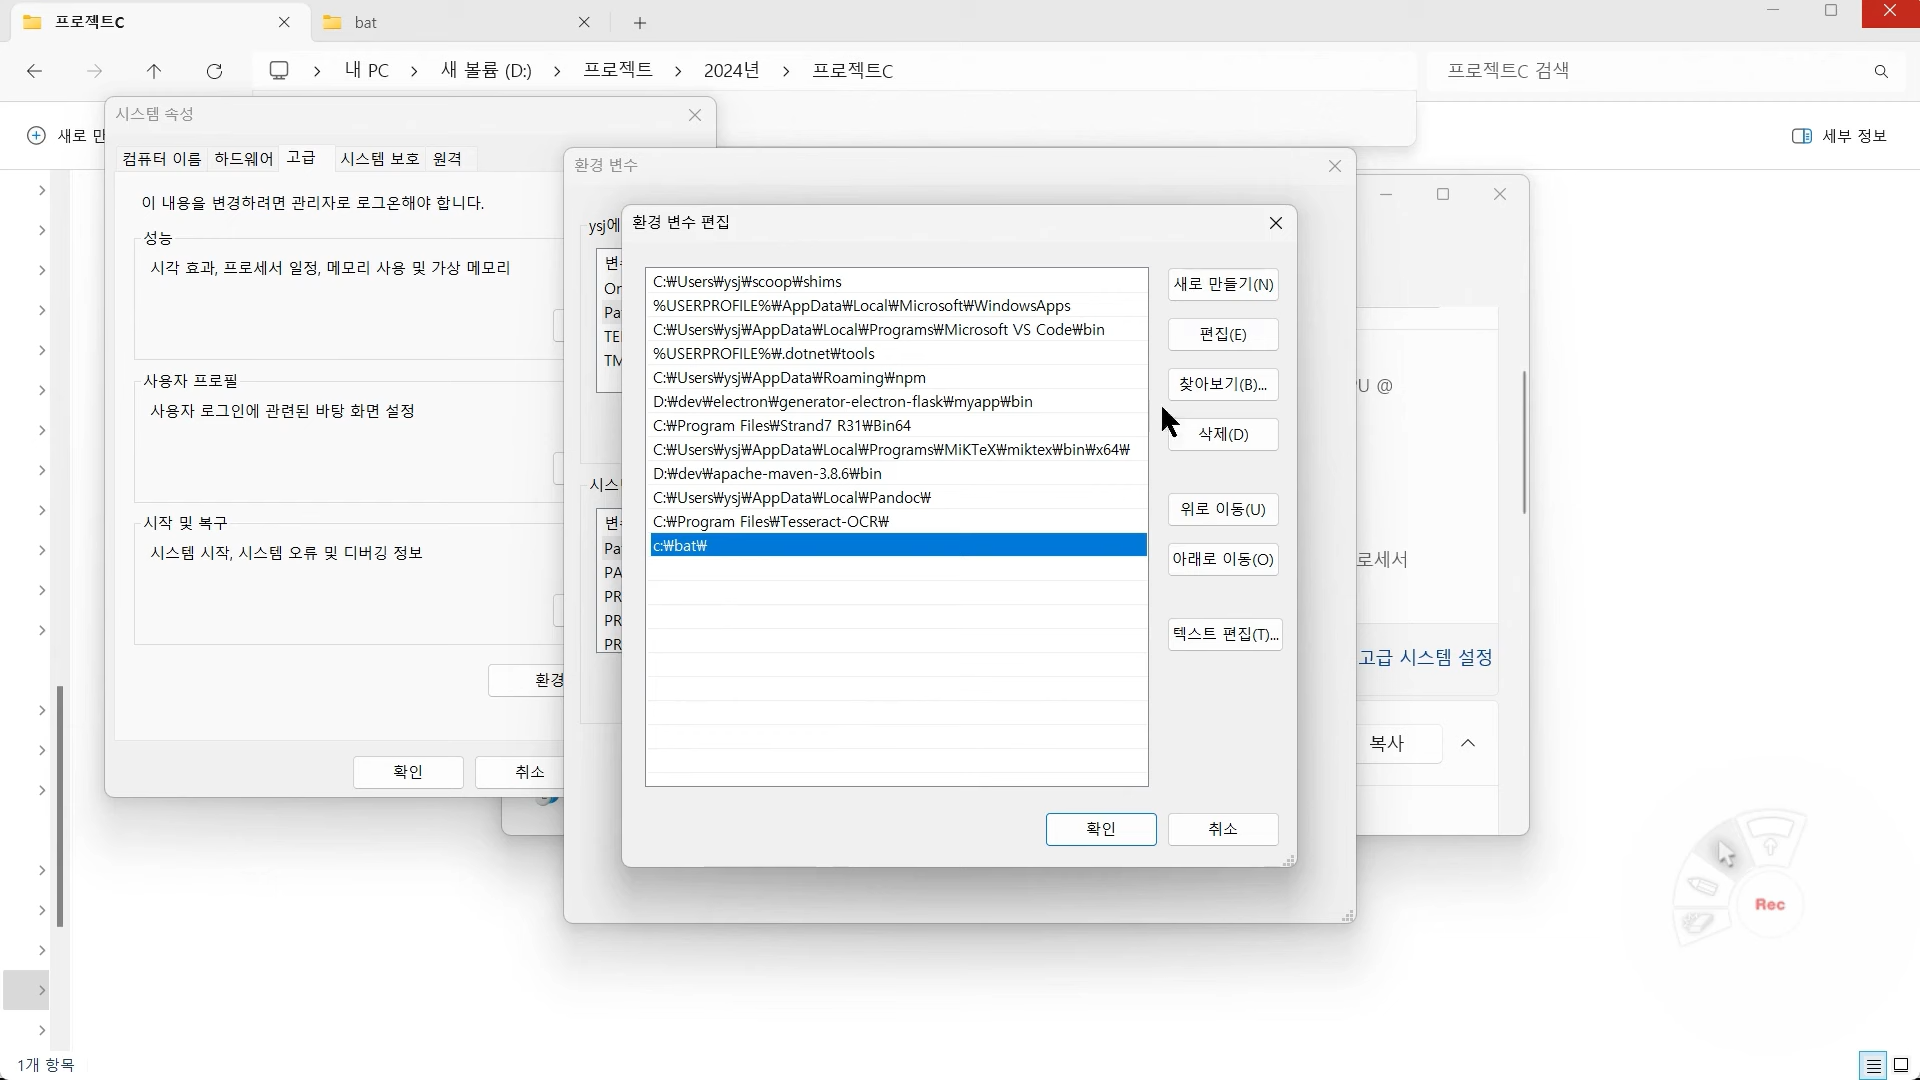 프로젝트C
bat
내 PC > 새 볼륨 (D:) > 프로젝트 > 2024년 > 프로젝트C
프로젝트C 검색
새로 만
세부 정보
시스템 속성
컴퓨터 이름 하드웨어 고급 시스템 보호 원격
이 내용을 변경하려면 관리자로 로그온해야 합니다.
성능
시각 효과, 프로세서 일정, 메모리 사용 및 가상 메모리
사용자 프로필
사용자 로그인에 관련된 바탕 화면 설정
시작 및 복구
시스템 시작, 시스템 오류 및 디버깅 정보
환경
확인
취소
환경 변수
ysj에
변
On
Pa
TE
TM
시스
변
Pa
PA
PR
PR
PR
환경 변수 편집
C:₩Users₩ysj₩scoop₩shims
%USERPROFILE%₩AppData₩Local₩Microsoft₩WindowsApps
C:₩Users₩ysj₩AppData₩Local₩Programs₩Microsoft VS Code₩bin
%USERPROFILE%₩.dotnet₩tools
C:₩Users₩ysj₩AppData₩Roaming₩npm
D:₩dev₩electron₩generator-electron-flask₩myapp₩bin
C:₩Program Files₩Strand7 R31₩Bin64
C:₩Users₩ysj₩AppData₩Local₩Programs₩MiKTeX₩miktex₩bin₩x64₩
D:₩dev₩apache-maven-3.8.6₩bin
C:₩Users₩ysj₩AppData₩Local₩Pandoc₩
C:₩Program Files₩Tesseract-OCR₩
c:₩bat₩
새로 만들기(N)
편집(E)
찾아보기(B)...
삭제(D)
위로 이동(U)
아래로 이동(O)
텍스트 편집(T)...
확인
취소
U @
로세서
고급 시스템 설정
복사
Rec
1개 항목